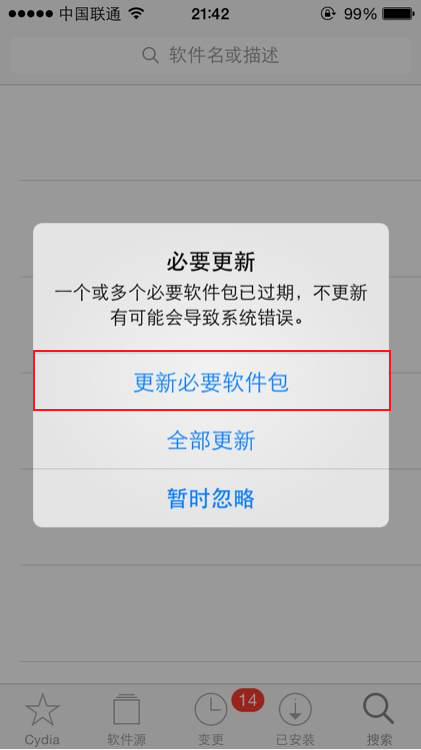 中国联通 21:42 99%
软件名或描述
必要更新
一个或多个必要软件包已过期，不更新
有可能会导致系统错误。
更新必要软件包
全部更新
暂时忽略
14
Cydia 软件源 变更 已安装 搜索